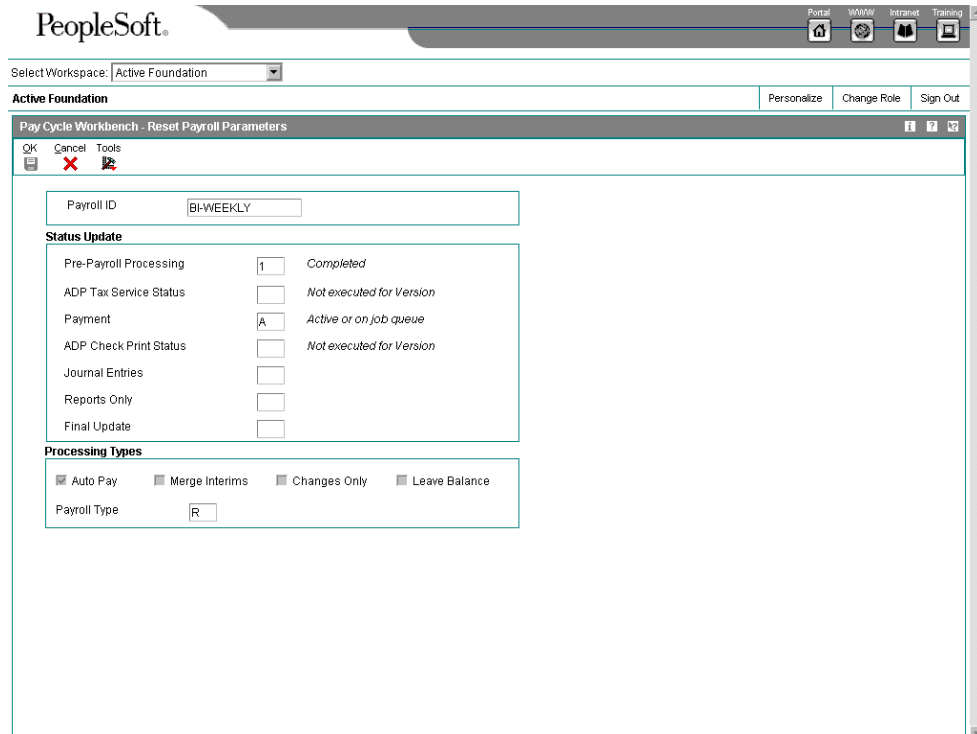 PeopleSoft.
Portal WWW Intranet Training
Select Workspace: Active Foundation
Active Foundation Personalize Change Role Sign Out
Pay Cycle Workbench - Reset Payroll Parameters
OK Cancel Tools
Payroll ID BI-WEEKLY
Status Update
Pre-Payroll Processing 1 Completed
ADP Tax Service Status Not executed for Version
Payment A Active or on job queue
ADP Check Print Status Not executed for Version
Journal Entries
Reports Only
Final Update
Processing Types
Auto Pay Merge Interims Changes Only Leave Balance
Payroll Type R